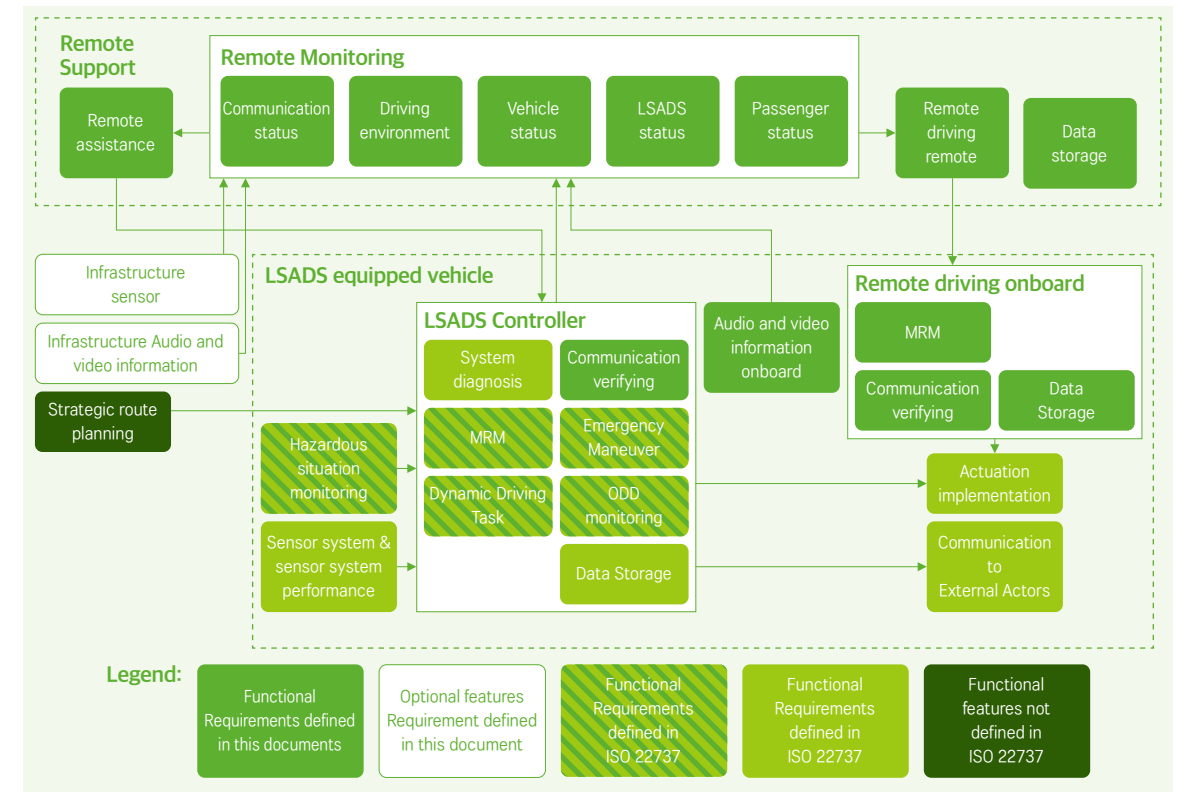 Remote
Support
Remote Monitoring
Remote
assistance
Communication
status
Driving
environment
Vehicle
status
LSADS
status
Passenger
status
Remote
driving
remote
Data
storage
Infrastructure
sensor
Infrastructure Audio and
video information
Strategic route
planning
LSADS equipped vehicle
Hazardous
situation
monitoring
Sensor system &
sensor system
performance
LSADS Controller
System
diagnosis
Communication
verifying
MRM
Emergency
Maneuver
Dynamic Driving
Task
ODD
monitoring
Data Storage
Audio and video
information
onboard
Remote driving onboard
MRM
Communication
verifying
Data
Storage
Actuation
implementation
Communication
to
External Actors
Legend:
Functional
Requirements defined
in this documents
Optional features
Requirement defined
in this document
Functional
Requirements
defined in
ISO 22737
Functional
Requirements
defined in
ISO 22737
Functional
features not
defined in
ISO 22737